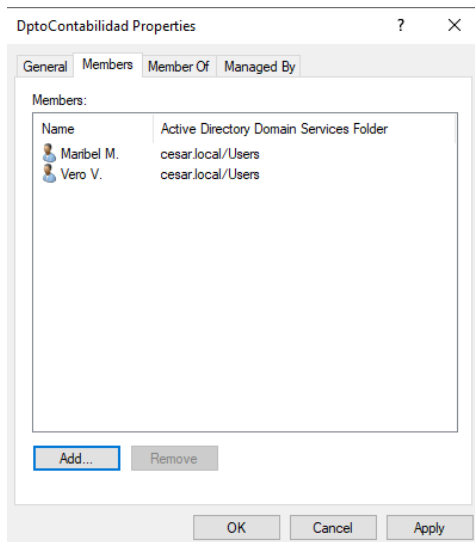 DptoContabilidad Properties ? ×
General Members Member Of Managed By
Members:
Name Active Directory Domain Services Folder
Maribel M. cesar.local/Users
Vero V. cesar.local/Users
Add... Remove
OK Cancel Apply